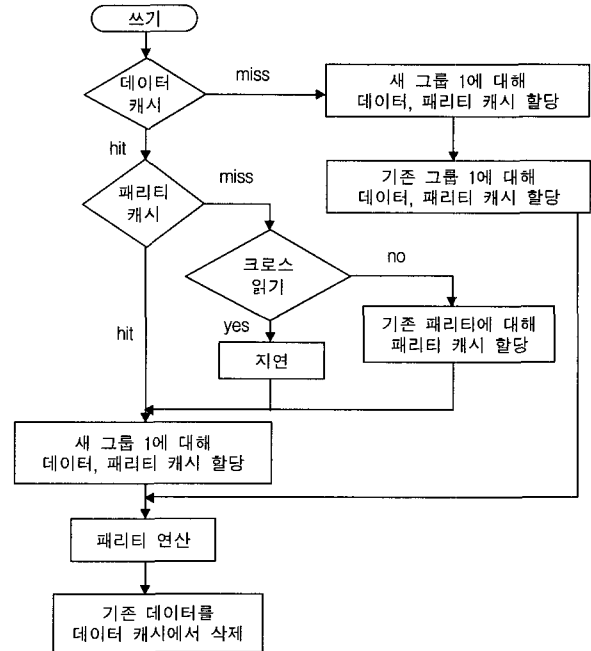 쓰기
데이터
캐시
miss
새 그룹 1에 대해
데이터, 패리티 캐시 할당
hit
기존 그룹 1에 대해
데이터, 패리티 캐시 할당
패리티
캐시
miss
크로스
읽기
no
기존 패리티에 대해
패리티 캐시 할당
hit
yes
지연
새 그룹 1에 대해
데이터, 패리티 캐시 할당
패리티 연산
기존 데이터를
데이터 캐시에서 삭제